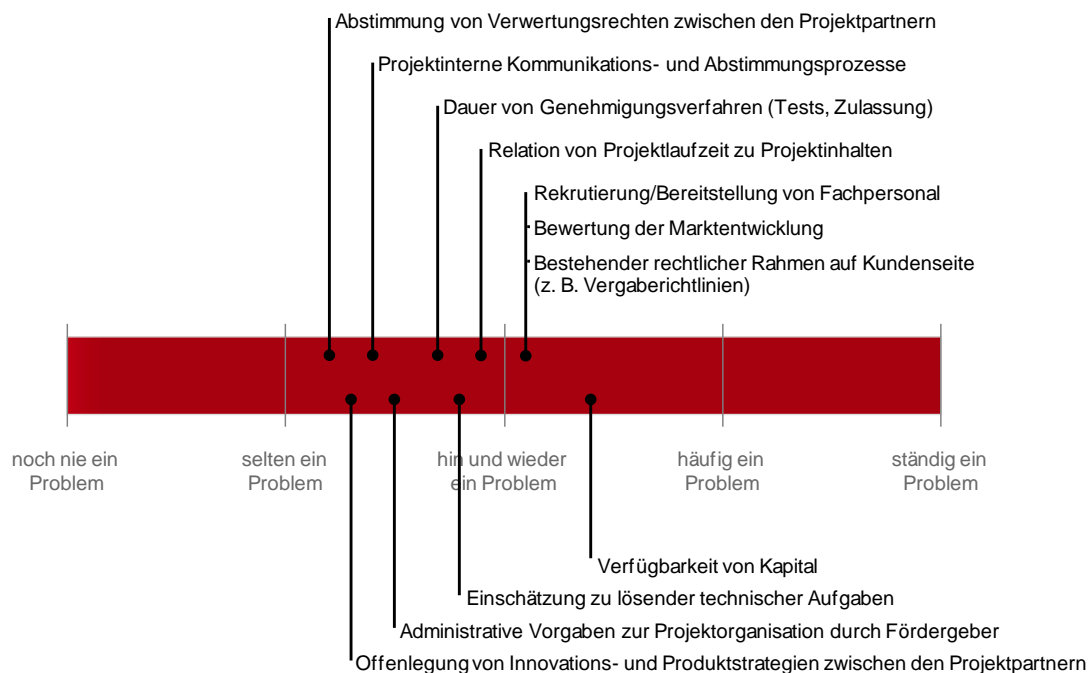 Abstimmung von Verwertungsrechten zwischen den Projektpartnern
Projektinterne Kommunikations- und Abstimmungsprozesse
Dauer von Genehmigungsverfahren (Tests, Zulassung)
Relation von Projektlaufzeit zu Projektinhalten
Rekrutierung/Bereitstellung von Fachpersonal
Bewertung der Marktentwicklung
Bestehender rechtlicher Rahmen auf Kundenseite
(z. B. Vergaberichtlinien)
noch nie ein
Problem
selten ein
Problem
hin und wieder
ein Problem
häufig ein
Problem
ständig ein
Problem
Verfügbarkeit von Kapital
Einschätzung zu lösender technischer Aufgaben
Administrative Vorgaben zur Projektorganisation durch Fördergeber
Offenlegung von Innovations- und Produktstrategien zwischen den Projektpartnern